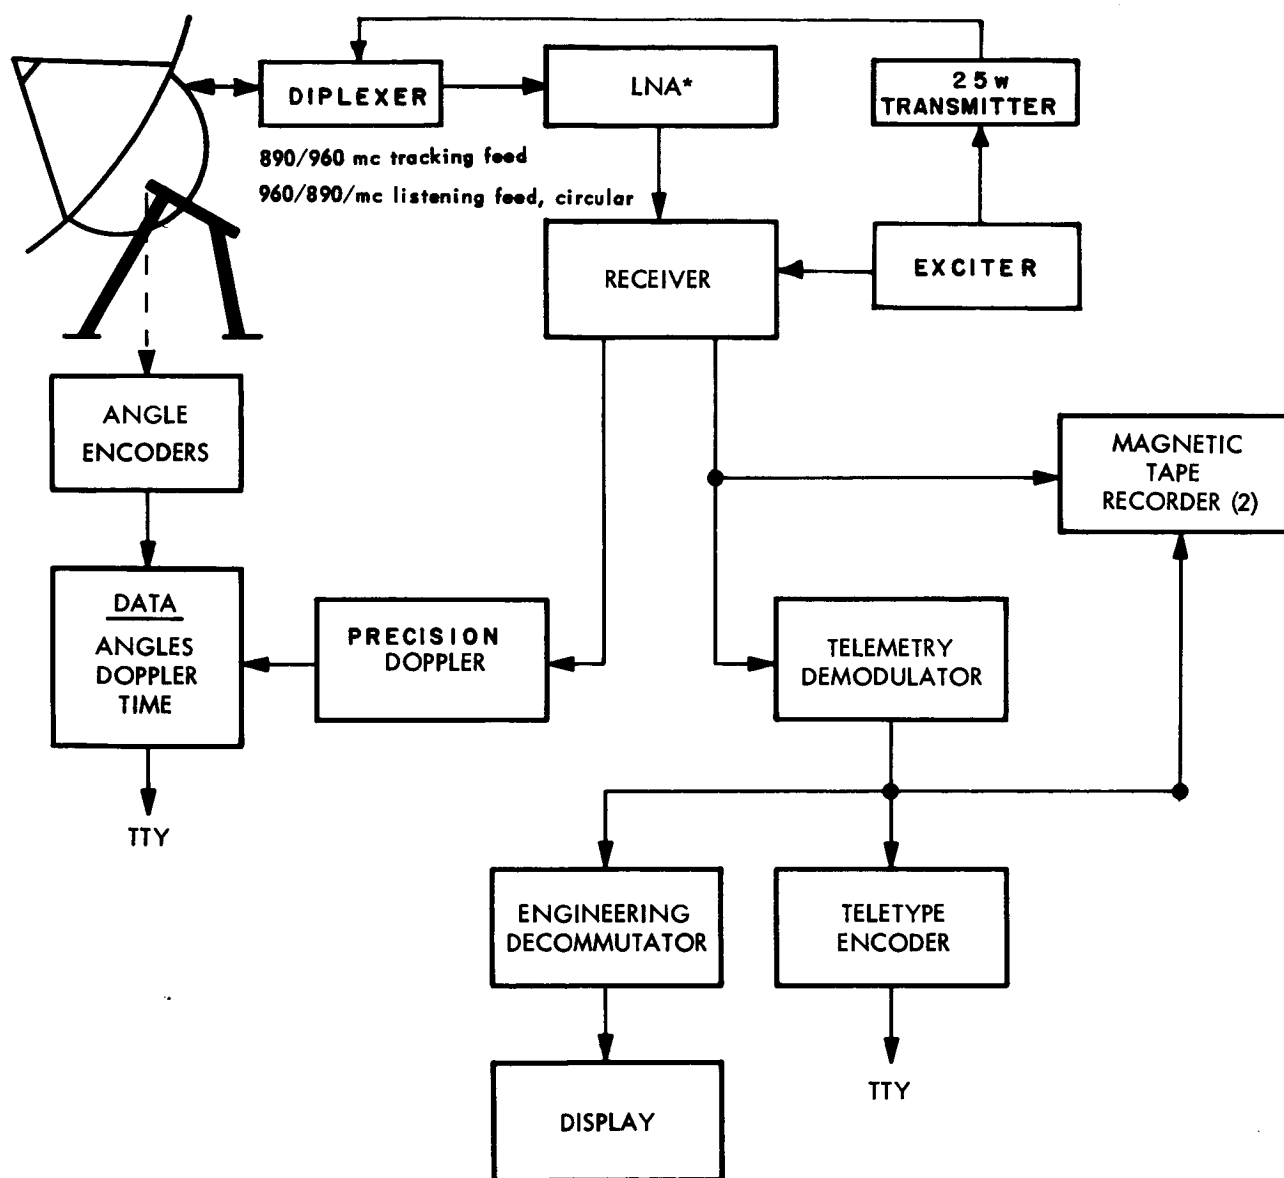 DIPLEXER
LNA*
25w
TRANSMITTER
890/960 mc tracking feed
960/890/mc listening feed, circular
RECEIVER
EXCITER
ANGLE
ENCODERS
MAGNETIC
TAPE
RECORDER (2)
DATA
ANGLES
DOPPLER
TIME
PRECISION
DOPPLER
TELEMETRY
DEMODULATOR
TTY
ENGINEERING
DECOMMUTATOR
TELETYPE
ENCODER
DISPLAY
TTY